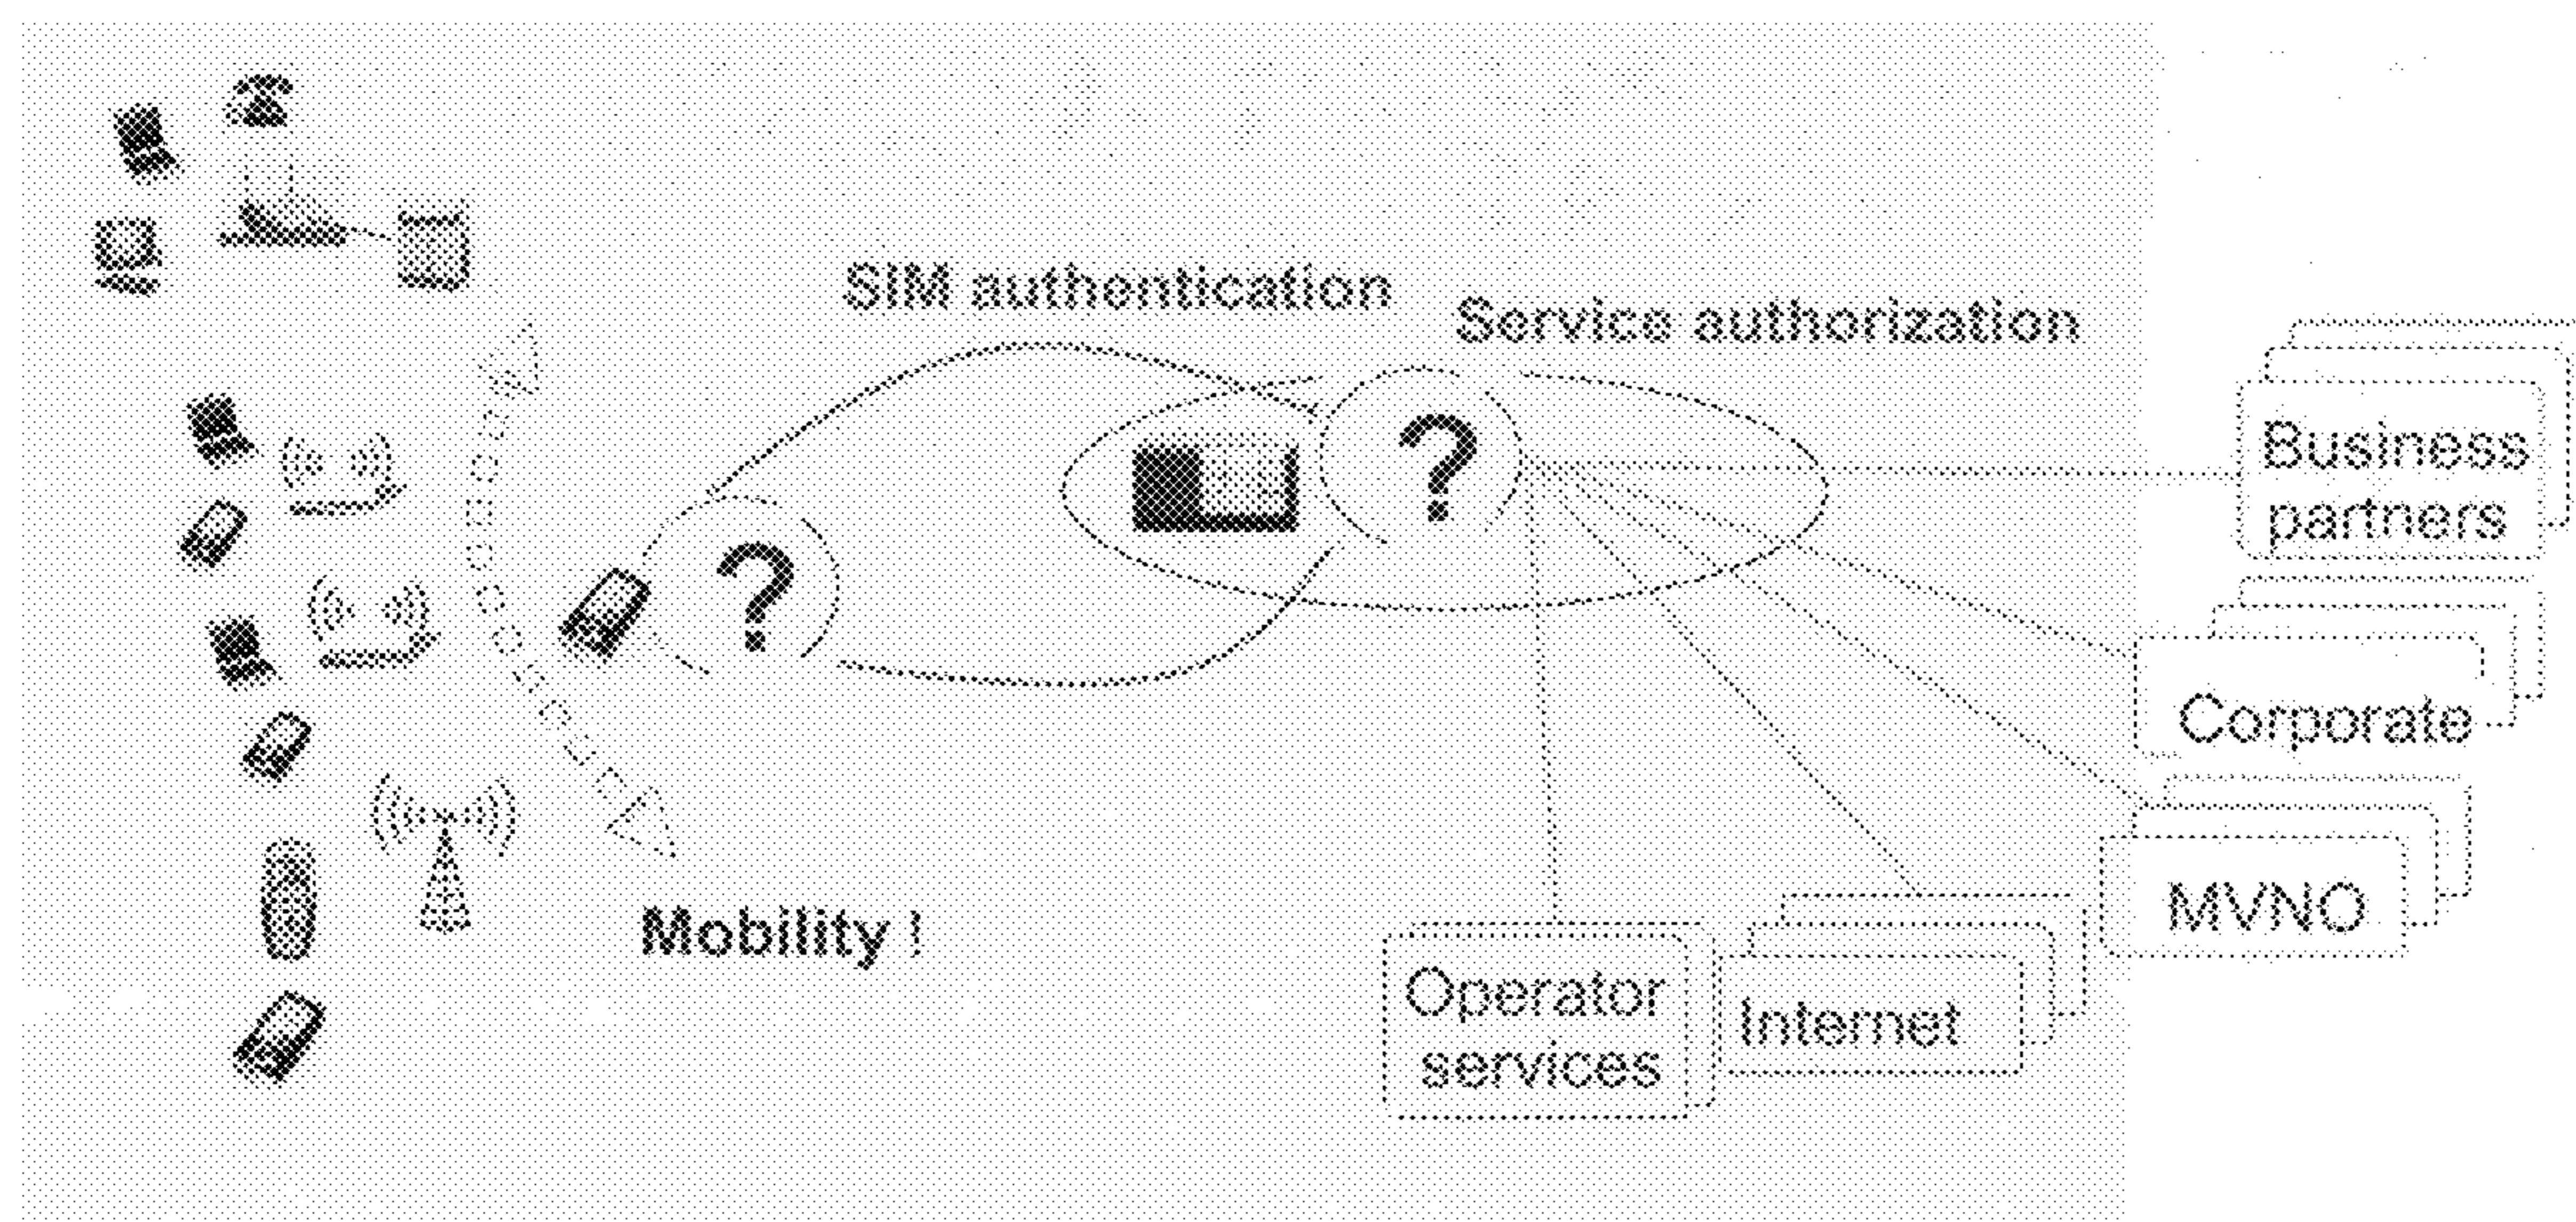 SIM authentication
Service authorization
?
?
Business
partners
Corporate
MVNO
Mobility !
Operator
services
Internet